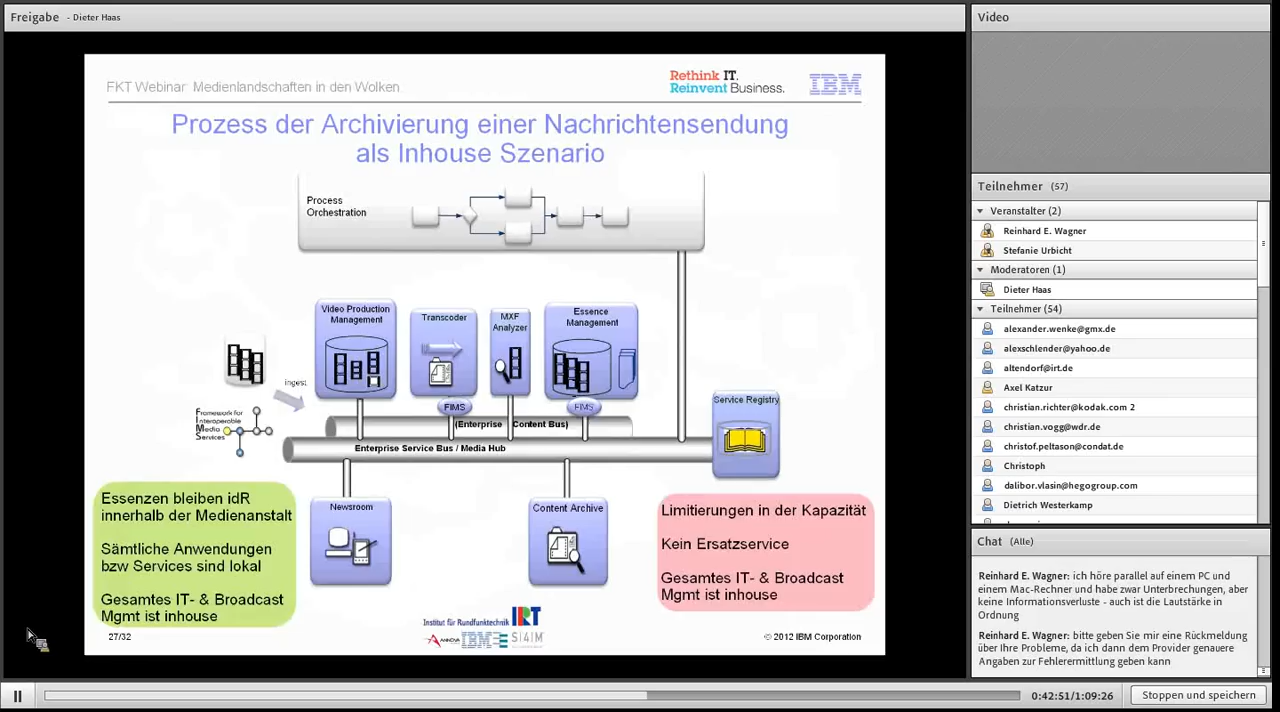 Freigabe - Dieter Haas
FKT Webinar Medienlandschaften in den Wolken
Rethink IT.
Reinvent Business.
IBM
Prozess der Archivierung einer Nachrichtensendung
als Inhouse Szenario
Process
Orchestration
Video Production
Management
Transcoder
MXF
Analyzer
Essence
Management
ingest
FIMS
FIMS
Framework for
Interoperable
Media
Services
(Enterprise Content Bus)
Enterprise Service Bus / Media Hub
Service Registry
Newsroom
Content Archive
Essenzen bleiben idR
innerhalb der Medienanstalt
Sämtliche Anwendungen
bzw Services sind lokal
Gesamtes IT- & Broadcast
Mgmt ist inhouse
Limitierungen in der Kapazität
Kein Ersatzservice
Gesamtes IT- & Broadcast
Mgmt ist inhouse
27/32
Institut für Rundfunktechnik IRT
ANNOVA IBM S4M
© 2012 IBM Corporation
0:42:51/1:09:26
Stoppen und speichern
Video
Teilnehmer (57)
Veranstalter (2)
Reinhard E. Wagner
Stefanie Urbicht
Moderatoren (1)
Dieter Haas
Teilnehmer (54)
alexander.wenke@gmx.de
alexschlender@yahoo.de
altendorf@irt.de
Axel Katzur
christian.richter@kodak.com 2
christian.vogg@wdr.de
christof.peltason@condat.de
Christoph
dalibor.vlasin@hegogroup.com
Dietrich Westerkamp
Chat (Alle)
Reinhard E. Wagner: ich höre parallel auf einem PC und
einem Mac-Rechner und habe zwar Unterbrechungen, aber
keine Informationsverluste - auch ist die Lautstärke in
Ordnung
Reinhard E. Wagner: bitte geben Sie mir eine Rückmeldung
über Ihre Probleme, da ich dann dem Provider genauere
Angaben zur Fehlerermittlung geben kann